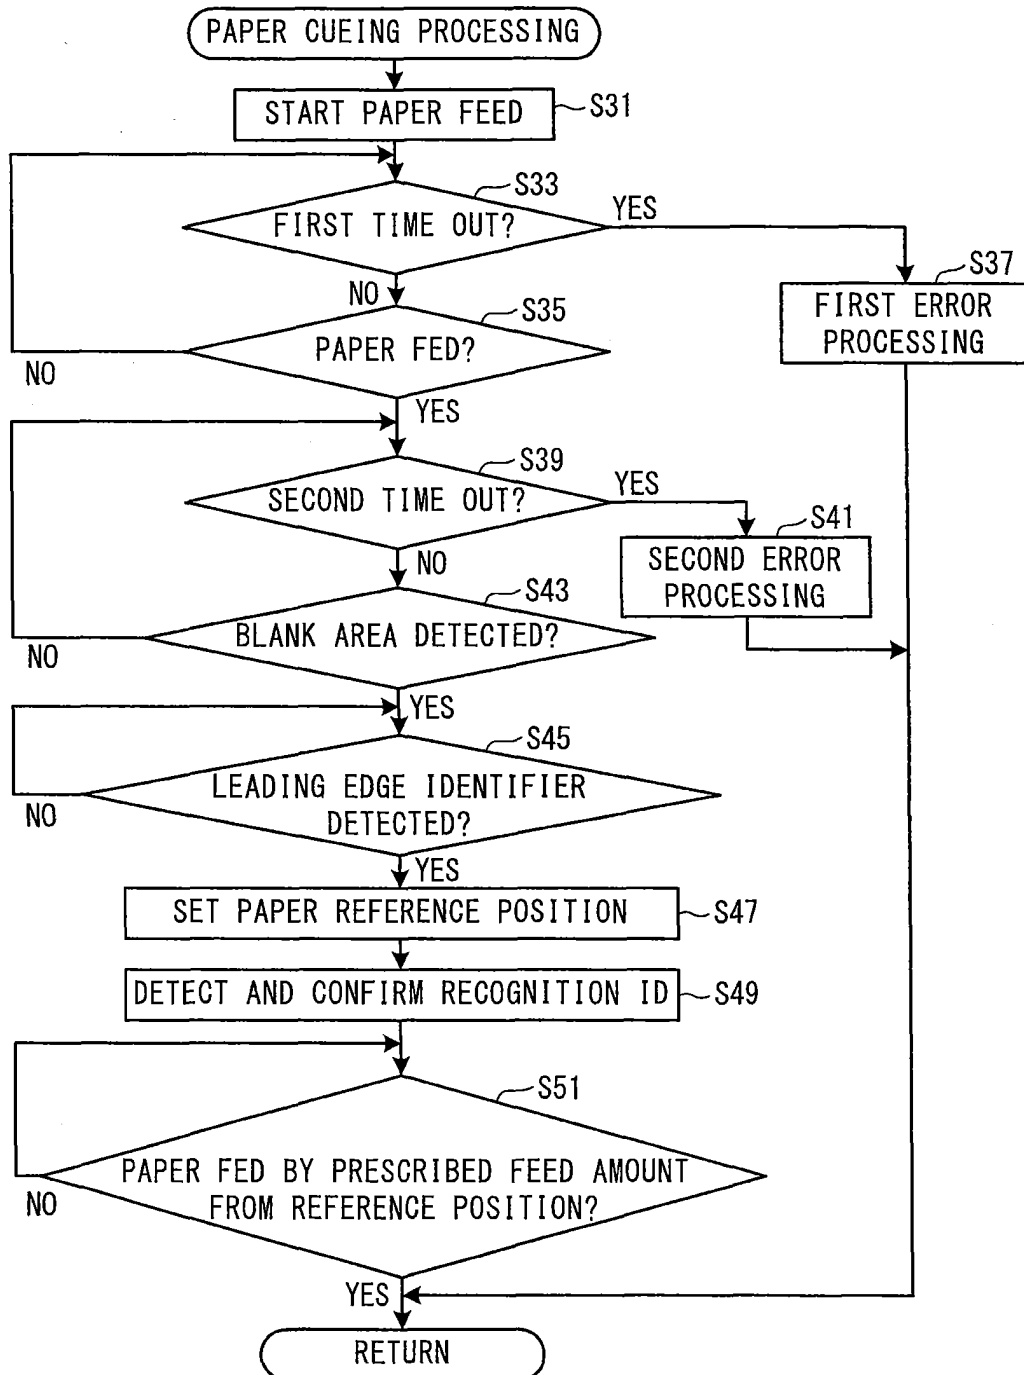 PAPER CUEING PROCESSING
START PAPER FEED
S31
S33
FIRST TIME OUT?
YES
NO
S37
FIRST ERROR
PROCESSING
S35
PAPER FED?
NO
YES
S39
SECOND TIME OUT?
YES
NO
S41
SECOND ERROR
PROCESSING
S43
BLANK AREA DETECTED?
NO
YES
S45
LEADING EDGE IDENTIFIER
DETECTED?
NO
YES
SET PAPER REFERENCE POSITION
S47
DETECT AND CONFIRM RECOGNITION ID
S49
S51
PAPER FED BY PRESCRIBED FEED AMOUNT
FROM REFERENCE POSITION?
NO
YES
RETURN